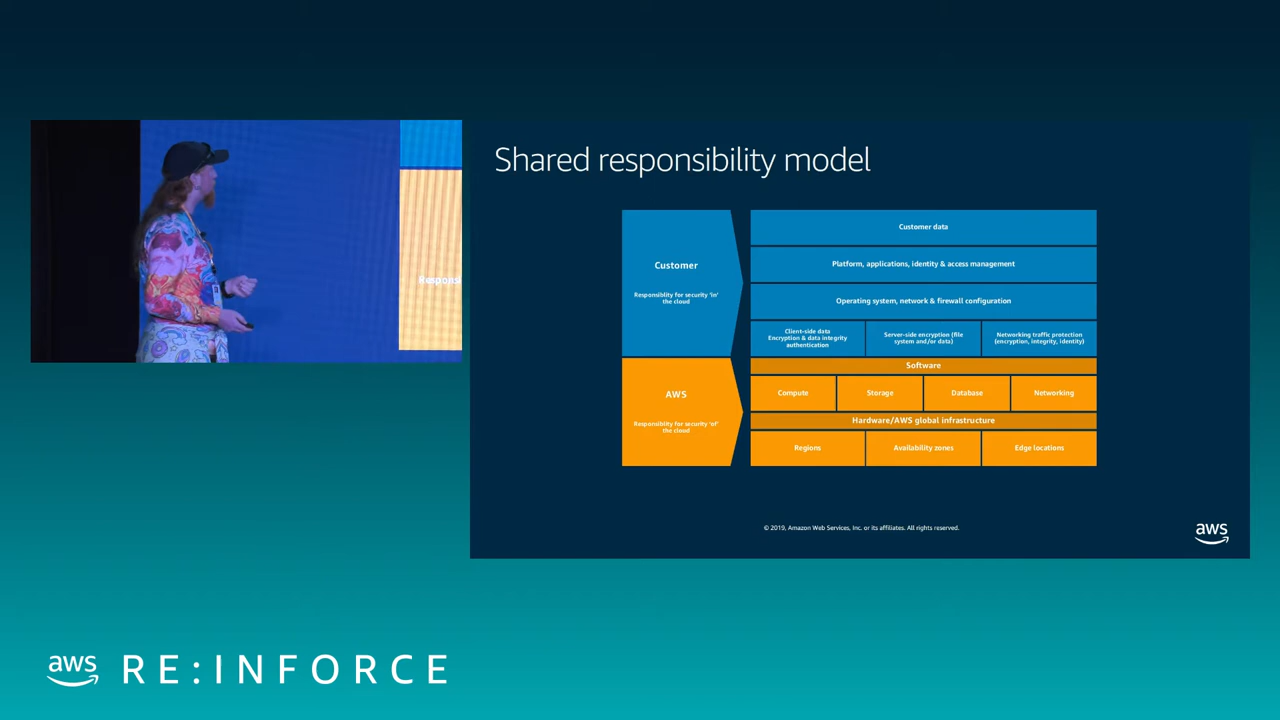 Shared responsibility model
Customer
Responsiblity for security 'in'
the cloud
Customer data
Platform, applications, identity & access management
Operating system, network & firewall configuration
Client-side data
Encryption & data integrity
authentication
Server-side encryption (file
system and/or data)
Networking traffic protection
(encryption, integrity, identity)
AWS
Responsiblity for security 'of'
the cloud
Software
Compute
Storage
Database
Networking
Hardware/AWS global infrastructure
Regions
Availability zones
Edge locations
Respons
© 2019, Amazon Web Services, Inc. or its affiliates. All rights reserved.
aws
aws RE:INFORCE